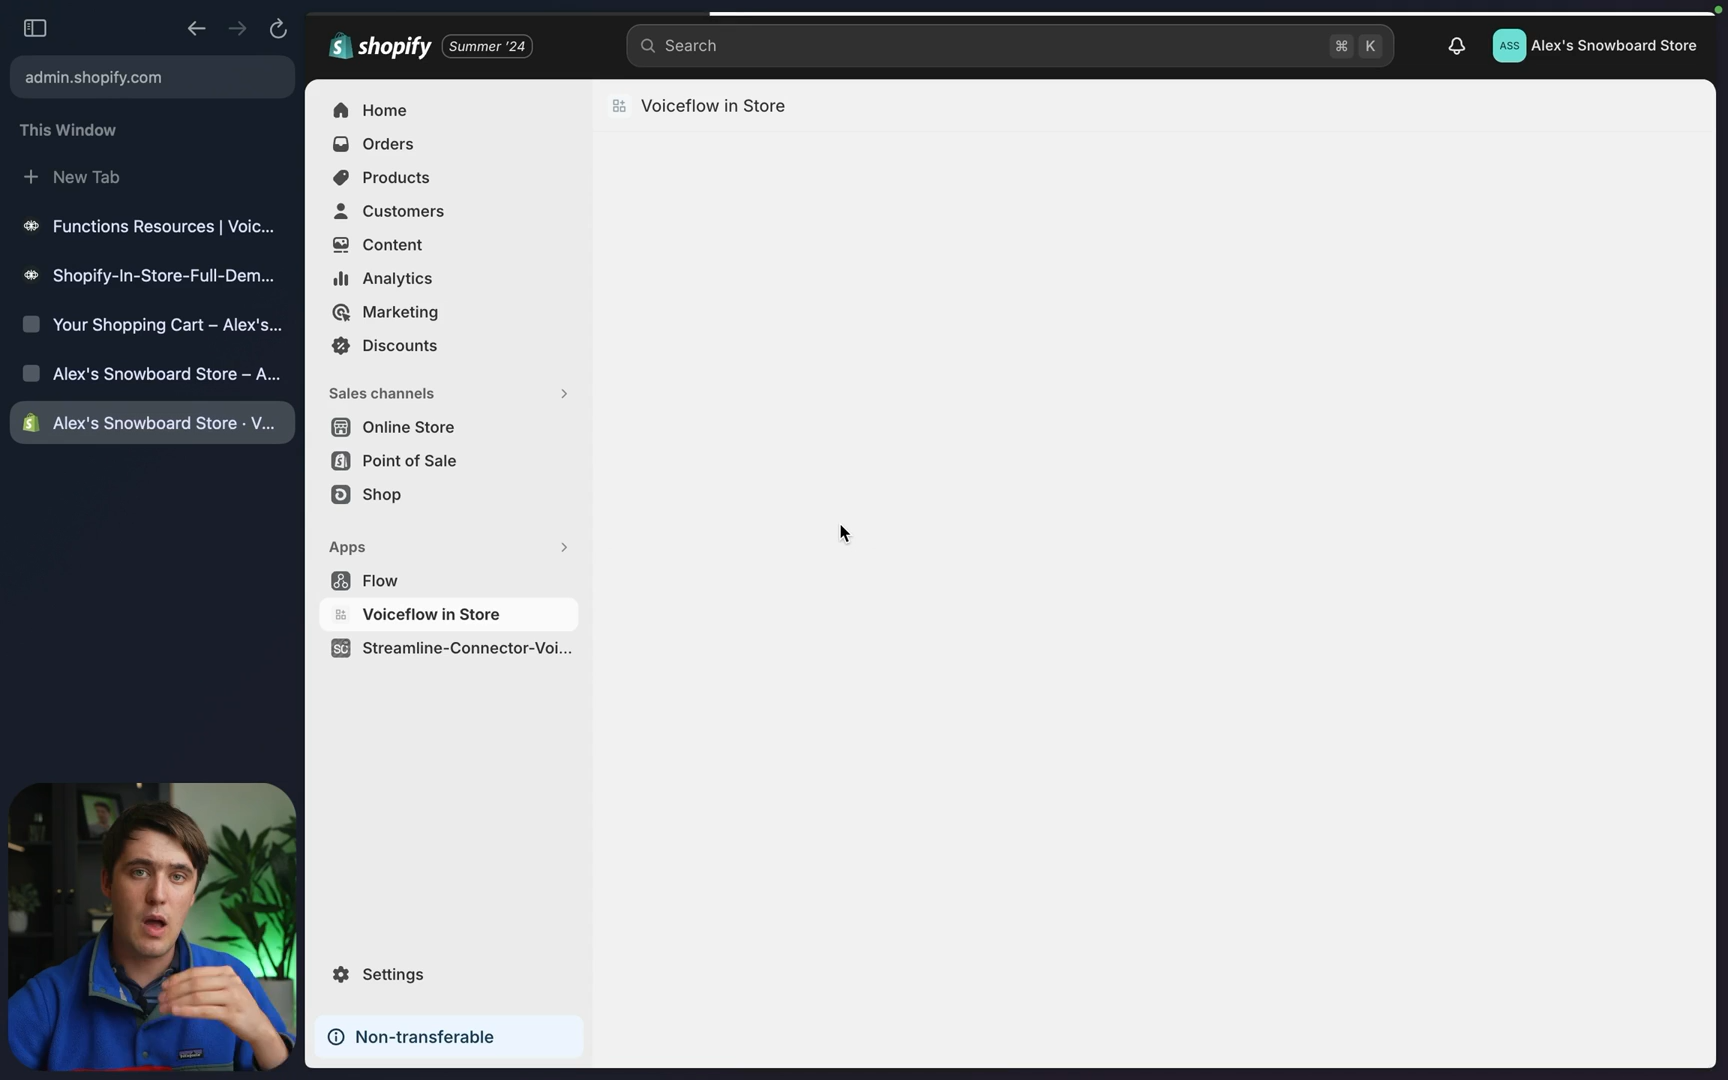 admin.shopify.com
This Window
New Tab
Functions Resources | Voic...
Shopify-In-Store-Full-Dem...
Your Shopping Cart – Alex's...
Alex's Snowboard Store – A...
Alex's Snowboard Store · V...
shopify
Summer '24
Search
⌘ K
ASS
Alex's Snowboard Store
Home
Orders
Products
Customers
Content
Analytics
Marketing
Discounts
Sales channels
Online Store
Point of Sale
Shop
Apps
Flow
Voiceflow in Store
SC Streamline-Connector-Voi...
Settings
Non-transferable
Voiceflow in Store